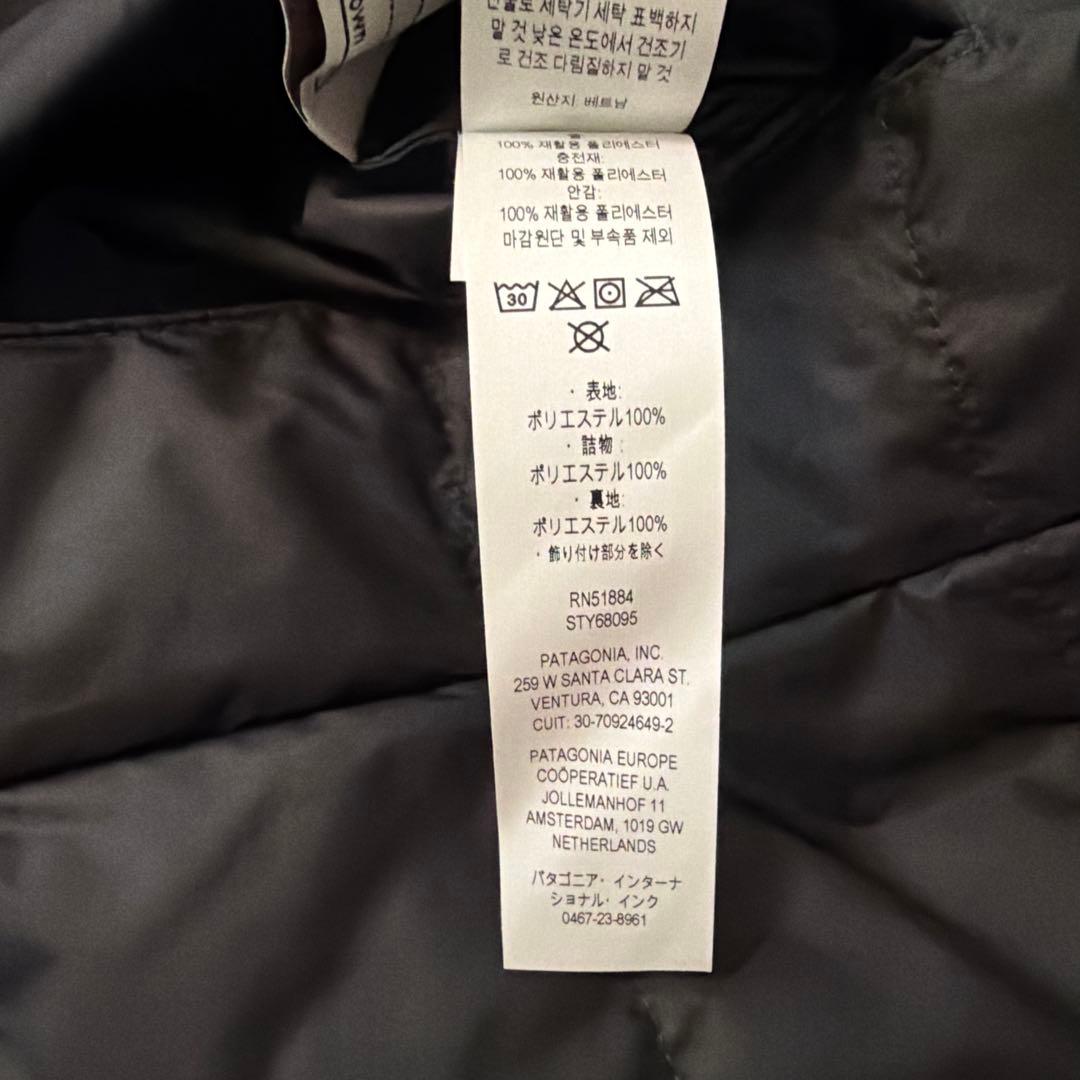 OWN
찬물로 세탁기 세탁 표백하지
말 것 낮은 온도에서 건조기
로 건조 다림질하지 말 것
원산지: 베트남
100% 재활용 폴리에스터
충전재:
100% 재활용 폴리에스터
안감:
100% 재활용 폴리에스터
마감원단 및 부속품 제외
30
・表地:
ポリエステル100%
・詰物:
ポリエステル100%
・裏地:
ポリエステル100%
・飾り付け部分を除く
RN51884
STY68095
PATAGONIA, INC.
259 W SANTA CLARA ST.
VENTURA, CA 93001
CUIT: 30-70924649-2
PATAGONIA EUROPE
COÖPERATIEF U.A.
JOLLEMANHOF 11
AMSTERDAM, 1019 GW
NETHERLANDS
パタゴニア・インターナ
ショナル・インク
0467-23-8961